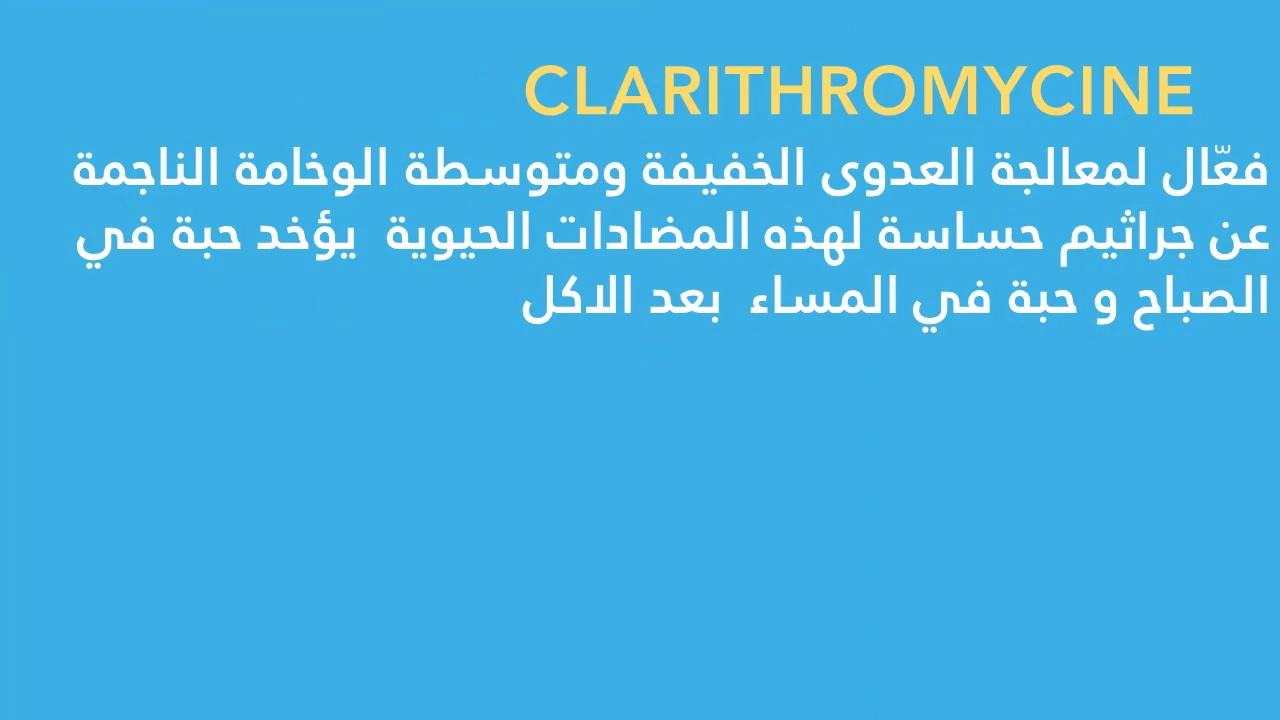 CLARITHROMYCINE
فعّال لمعالجة العدوى الخفيفة ومتوسطة الوخامة الناجمة
عن جراثيم حساسة لهذه المضادات الحيوية يؤخد حبة في
الصباح و حبة في المساء بعد الاكل